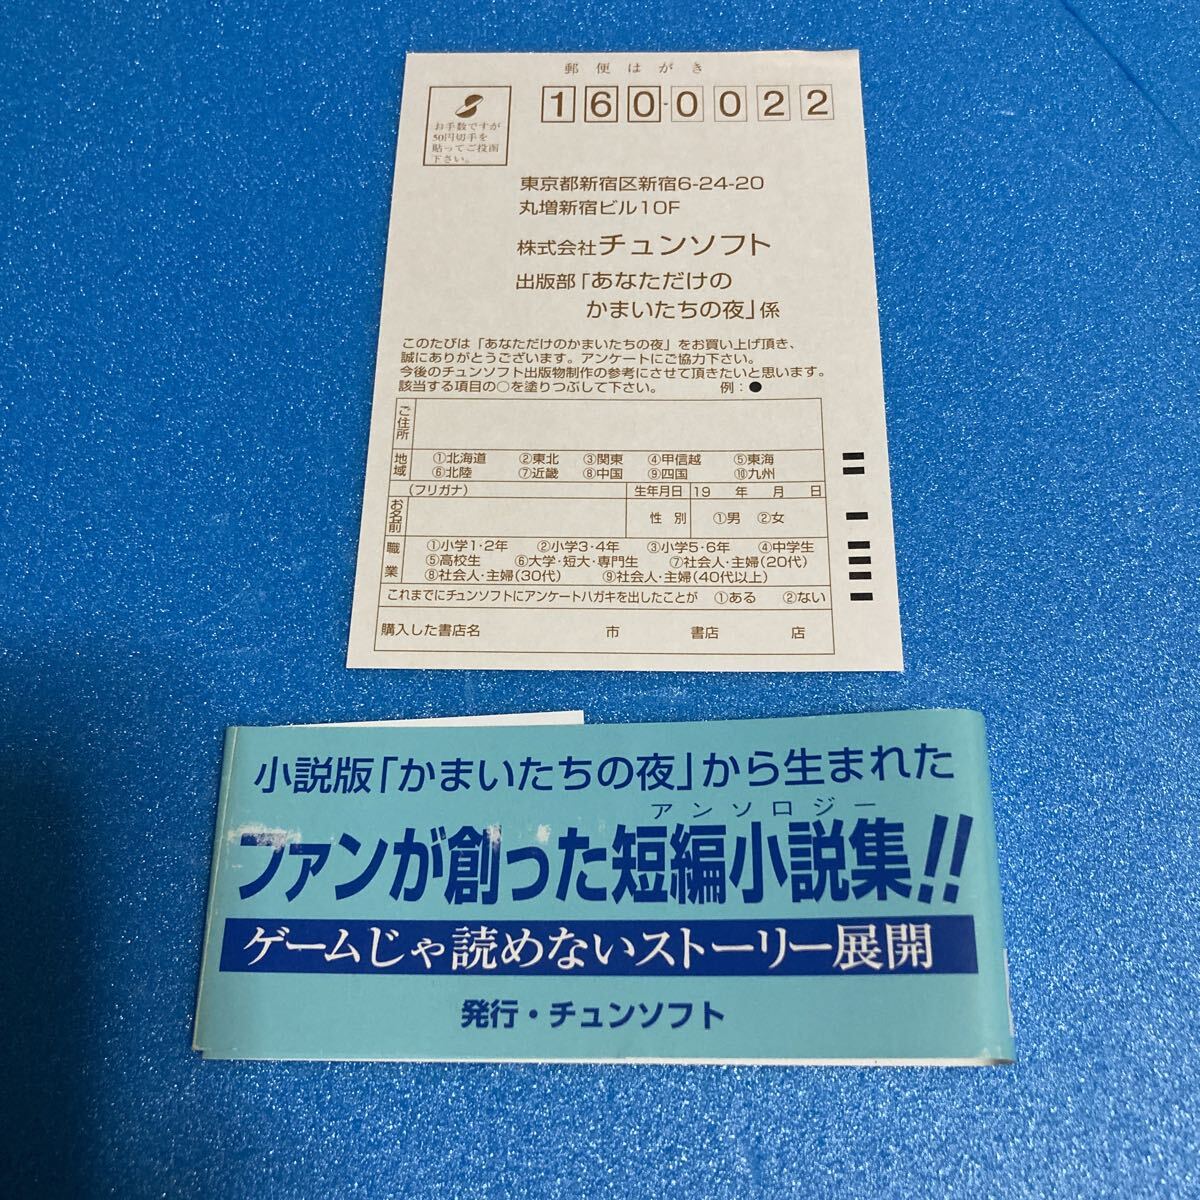 郵便はがき
160-0022
お手数ですが
50円切手を
貼ってご投函
下さい。
東京都新宿区新宿6-24-20
丸増新宿ビル10F
株式会社チュンソフト
出版部「あなただけの
かまいたちの夜」係
このたびは「あなただけのかまいたちの夜」をお買い上げ頂き、
誠にありがとうございます。アンケートにご協力下さい。
今後のチュンソフト出版物制作の参考にさせて頂きたいと思います。
該当する項目の○を塗りつぶして下さい。 例：●
ご住所
地域 ①北海道 ②東北 ③関東 ④甲信越 ⑤東海
⑥北陸 ⑦近畿 ⑧中国 ⑨四国 ⑩九州
(フリガナ) 生年月日 19 年 月 日
お名前 性別 ①男 ②女
職業 ①小学1・2年 ②小学3・4年 ③小学5・6年 ④中学生
⑤高校生 ⑥大学・短大・専門生 ⑦社会人・主婦(20代)
⑧社会人・主婦(30代) ⑨社会人・主婦(40代以上)
これまでにチュンソフトにアンケートハガキを出したことが ①ある ②ない
購入した書店名 市 書店 店
小説版「かまいたちの夜」から生まれた
アンソロジー
ファンが創った短編小説集!!
ゲームじゃ読めないストーリー展開
発行・チュンソフト